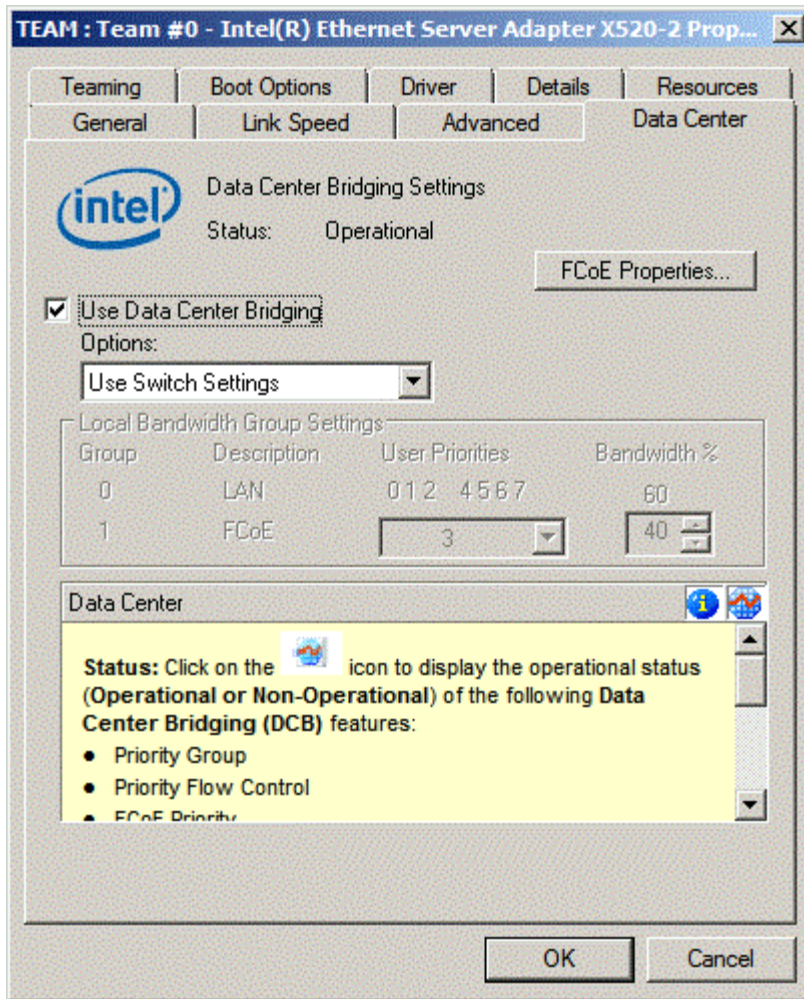 TEAM : Team #0 - Intel(R) Ethernet Server Adapter X520-2 Prop...
Teaming Boot Options Driver Details Resources
General Link Speed Advanced Data Center
intel
Data Center Bridging Settings
Status: Operational
FCoE Properties...
Use Data Center Bridging
Options:
Use Switch Settings
Local Bandwidth Group Settings
Group Description User Priorities Bandwidth %
0 LAN 0 1 2 4 5 6 7 60
1 FCoE 3 40
Data Center
Status: Click on the icon to display the operational status
(Operational or Non-Operational) of the following Data
Center Bridging (DCB) features:
● Priority Group
● Priority Flow Control
● FCoE Priority
OK Cancel